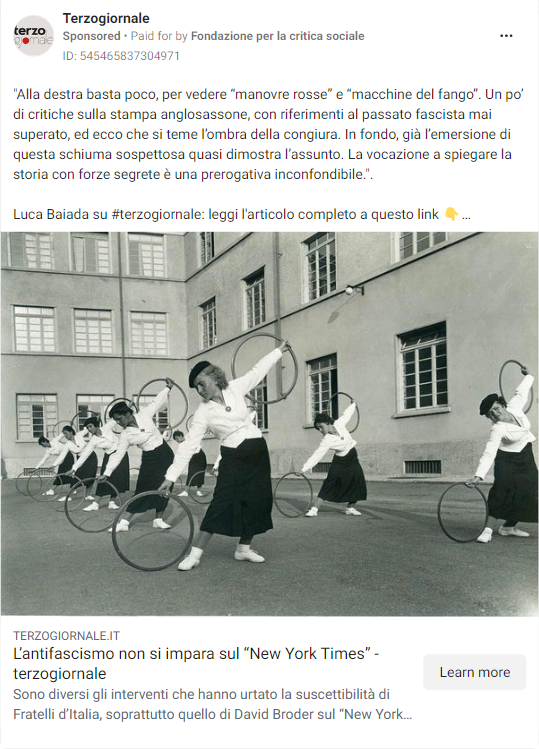 terzo
giornale
Terzogiornale
Sponsored • Paid for by Fondazione per la critica sociale
ID: 545465837304971
"Alla destra basta poco, per vedere “manovre rosse” e “macchine del fango”. Un po’
di critiche sulla stampa anglosassone, con riferimenti al passato fascista mai
superato, ed ecco che si teme l’ombra della congiura. In fondo, già l’emersione di
questa schiuma sospettosa quasi dimostra l’assunto. La vocazione a spiegare la
storia con forze segrete è una prerogativa inconfondibile.".
Luca Baiada su #terzogiornale: leggi l'articolo completo a questo link 👇 ...
TERZOGIORNALE.IT
L’antifascismo non si impara sul “New York Times” -
terzogiornale
Sono diversi gli interventi che hanno urtato la suscettibilità di
Fratelli d’Italia, soprattutto quello di David Broder sul “New York...
Learn more